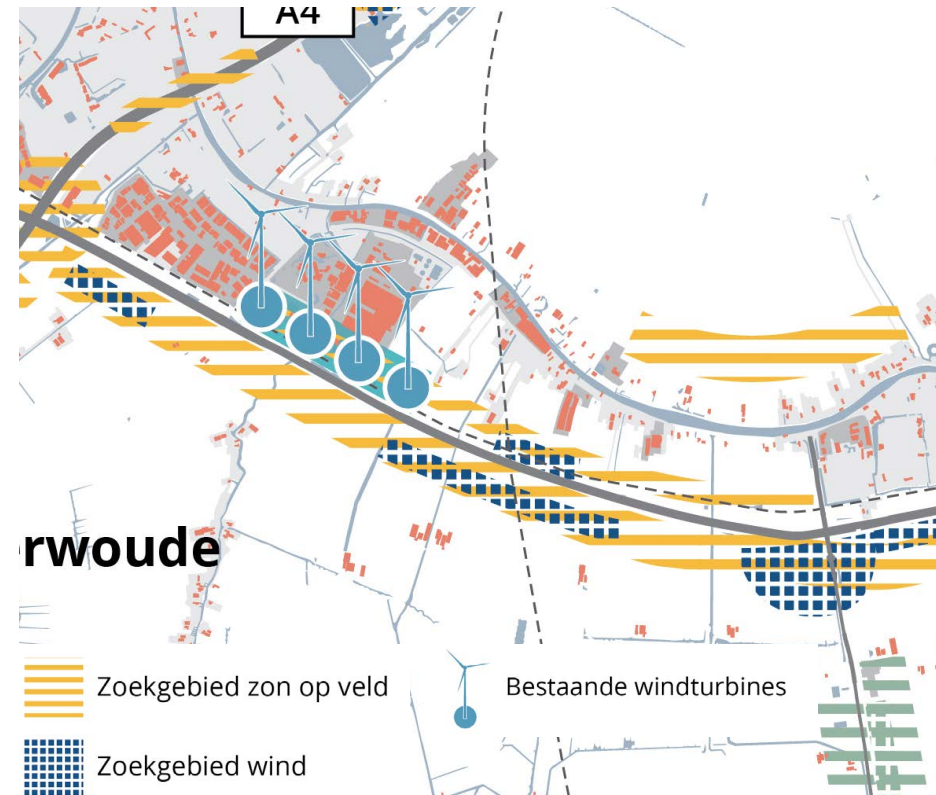 A4
rwoude
Zoekgebied zon op veld
Bestaande windturbines
Zoekgebied wind